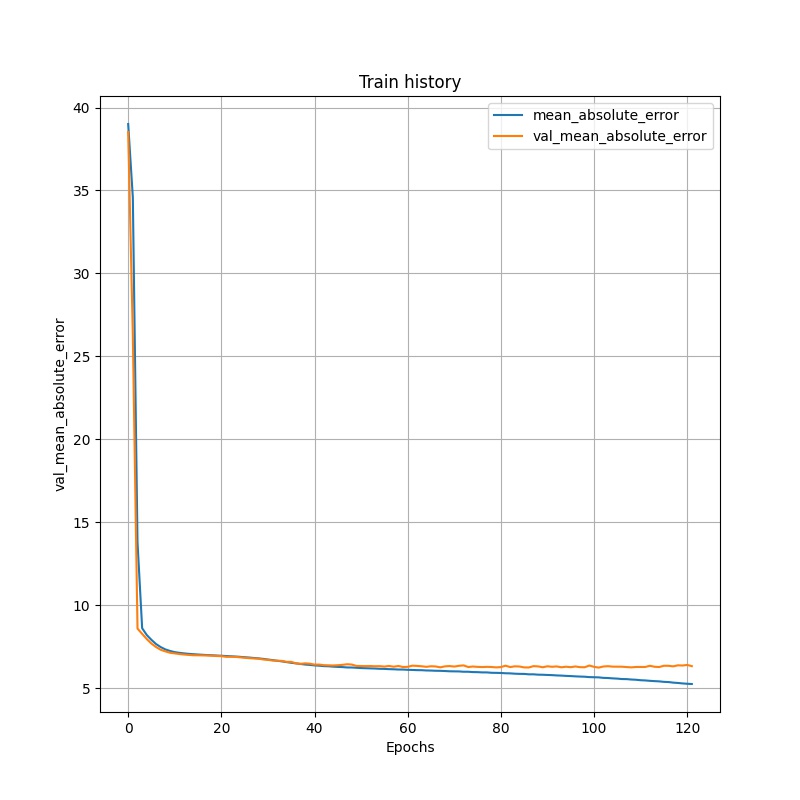 Train history
mean_absolute_error
val_mean_absolute_error
val_mean_absolute_error
40
35
30
25
20
15
10
5
0 20 40 60 80 100 120
Epochs